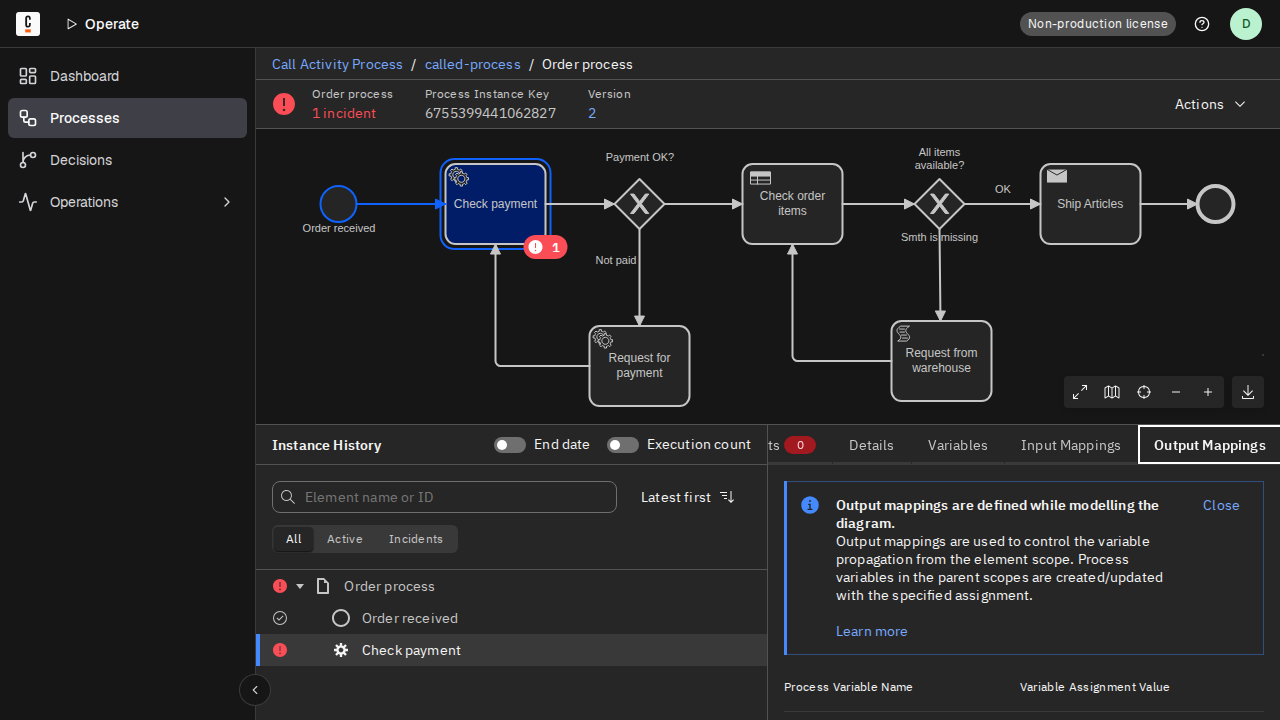 C
Operate
Non-production license
D
Dashboard
Processes
Decisions
Operations
Call Activity Process / called-process / Order process
Order process
1 incident
Process Instance Key
6755399441062827
Version
2
Actions
Order received
Check payment
1
Payment OK?
Not paid
Request for
payment
Check order
items
All items
available?
OK
Smth is missing
Request from
warehouse
Ship Articles
Instance History
End date
Execution count
ts 0
Details
Variables
Input Mappings
Output Mappings
Element name or ID
Latest first
All
Active
Incidents
Order process
Order received
Check payment
Output mappings are defined while modelling the
diagram.
Close
Output mappings are used to control the variable
propagation from the element scope. Process
variables in the parent scopes are created/updated
with the specified assignment.
Learn more
Process Variable Name
Variable Assignment Value